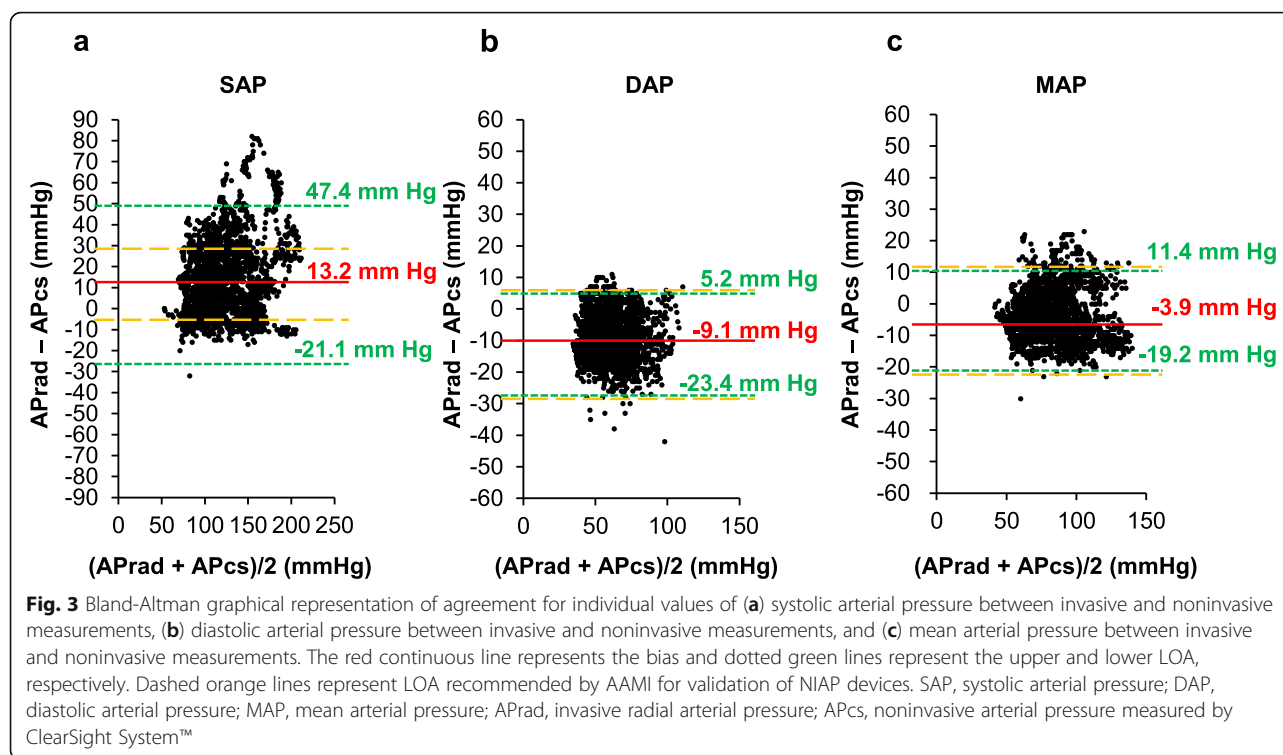 a
SAP
APrad – APcs (mmHg)
90
80
70
60
50
40
30
20
10
0
-10
-20
-30
-40
-50
-60
-70
-80
-90
47.4 mm Hg
13.2 mm Hg
-21.1 mm Hg
0 50 100 150 200 250
(APrad + APcs)/2 (mmHg)
b
DAP
APrad – APcs (mmHg)
60
50
40
30
20
10
0
-10
-20
-30
-40
-50
-60
5.2 mm Hg
-9.1 mm Hg
-23.4 mm Hg
0 50 100 150
(APrad + APcs)/2 (mmHg)
c
MAP
APrad – APcs (mmHg)
60
50
40
30
20
10
0
-10
-20
-30
-40
-50
-60
11.4 mm Hg
-3.9 mm Hg
-19.2 mm Hg
0 50 100 150
(APrad + APcs)/2 (mmHg)
Fig. 3 Bland-Altman graphical representation of agreement for individual values of (a) systolic arterial pressure between invasive and noninvasive
measurements, (b) diastolic arterial pressure between invasive and noninvasive measurements, and (c) mean arterial pressure between invasive
and noninvasive measurements. The red continuous line represents the bias and dotted green lines represent the upper and lower LOA,
respectively. Dashed orange lines represent LOA recommended by AAMI for validation of NIAP devices. SAP, systolic arterial pressure; DAP,
diastolic arterial pressure; MAP, mean arterial pressure; APrad, invasive radial arterial pressure; APcs, noninvasive arterial pressure measured by
ClearSight System™